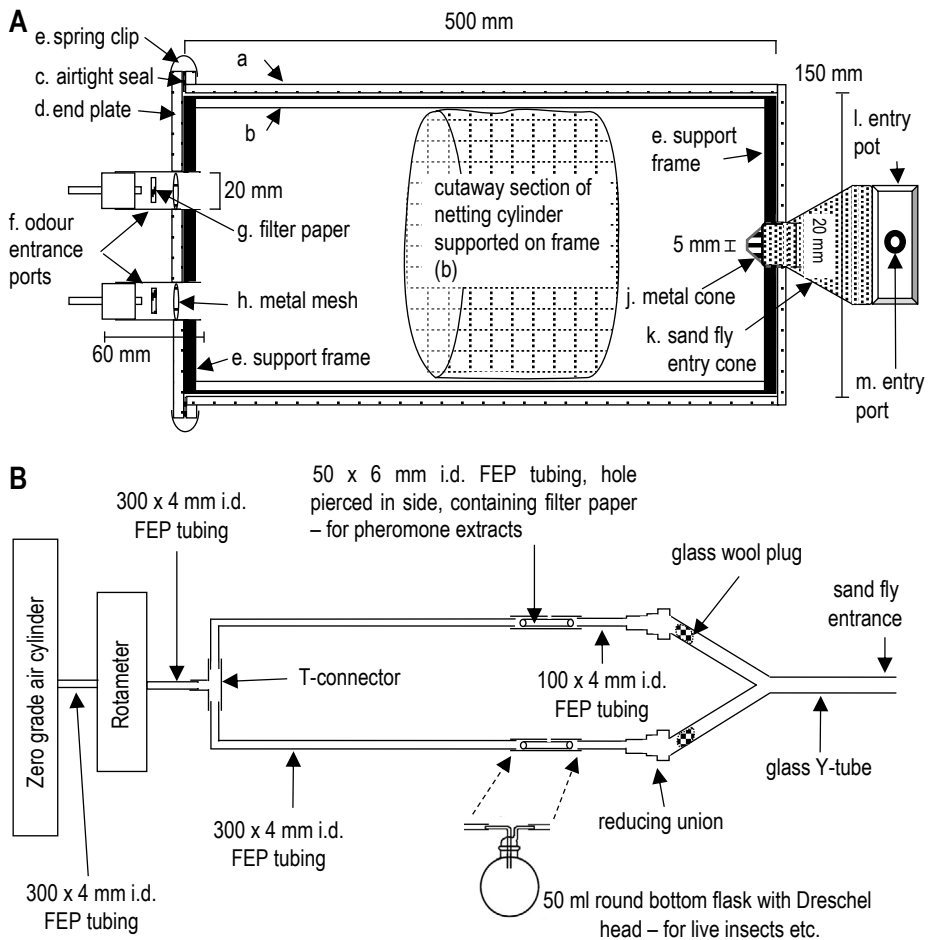 A
500 mm
e. spring clip
c. airtight seal
d. end plate
a
b
150 mm
l. entry
pot
e. support
frame
cutaway section of
netting cylinder
supported on frame
(b)
20 mm
g. filter paper
f. odour
entrance
ports
5 mm
20 mm
j. metal cone
h. metal mesh
k. sand fly
entry cone
60 mm
e. support frame
m. entry
port
B
50 x 6 mm i.d. FEP tubing, hole
pierced in side, containing filter paper
– for pheromone extracts
300 x 4 mm i.d.
FEP tubing
glass wool plug
sand fly
entrance
Zero grade air cylinder
Rotameter
T-connector
100 x 4 mm i.d.
FEP tubing
glass Y-tube
reducing union
300 x 4 mm i.d.
FEP tubing
300 x 4 mm i.d.
FEP tubing
50 ml round bottom flask with Dreschel
head – for live insects etc.